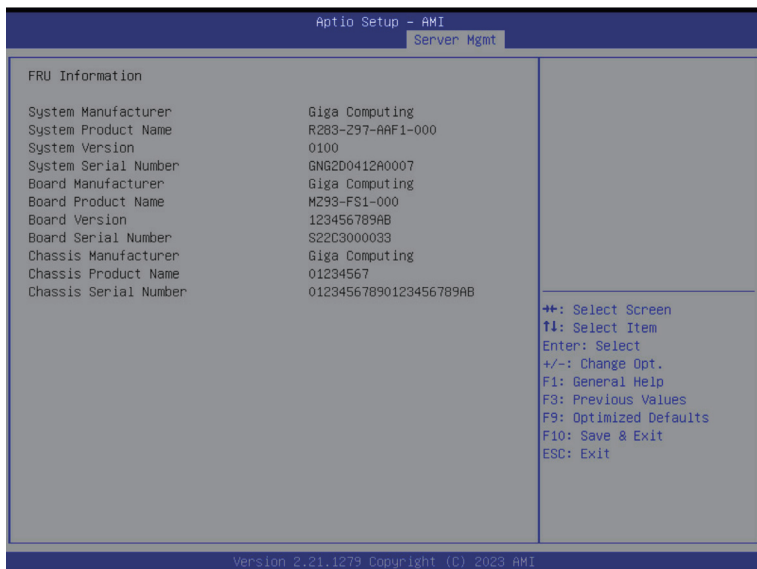 Aptio Setup – AMI
Server Mgmt
FRU Information
System Manufacturer Giga Computing
System Product Name R283-Z97-AAF1-000
System Version 0100
System Serial Number GNG2D0412A0007
Board Manufacturer Giga Computing
Board Product Name MZ93-FS1-000
Board Version 123456789AB
Board Serial Number S22C3000033
Chassis Manufacturer Giga Computing
Chassis Product Name 01234567
Chassis Serial Number 01234567890123456789AB
→←: Select Screen
↑↓: Select Item
Enter: Select
+/-: Change Opt.
F1: General Help
F3: Previous Values
F9: Optimized Defaults
F10: Save & Exit
ESC: Exit
Version 2.21.1279 Copyright (C) 2023 AMI